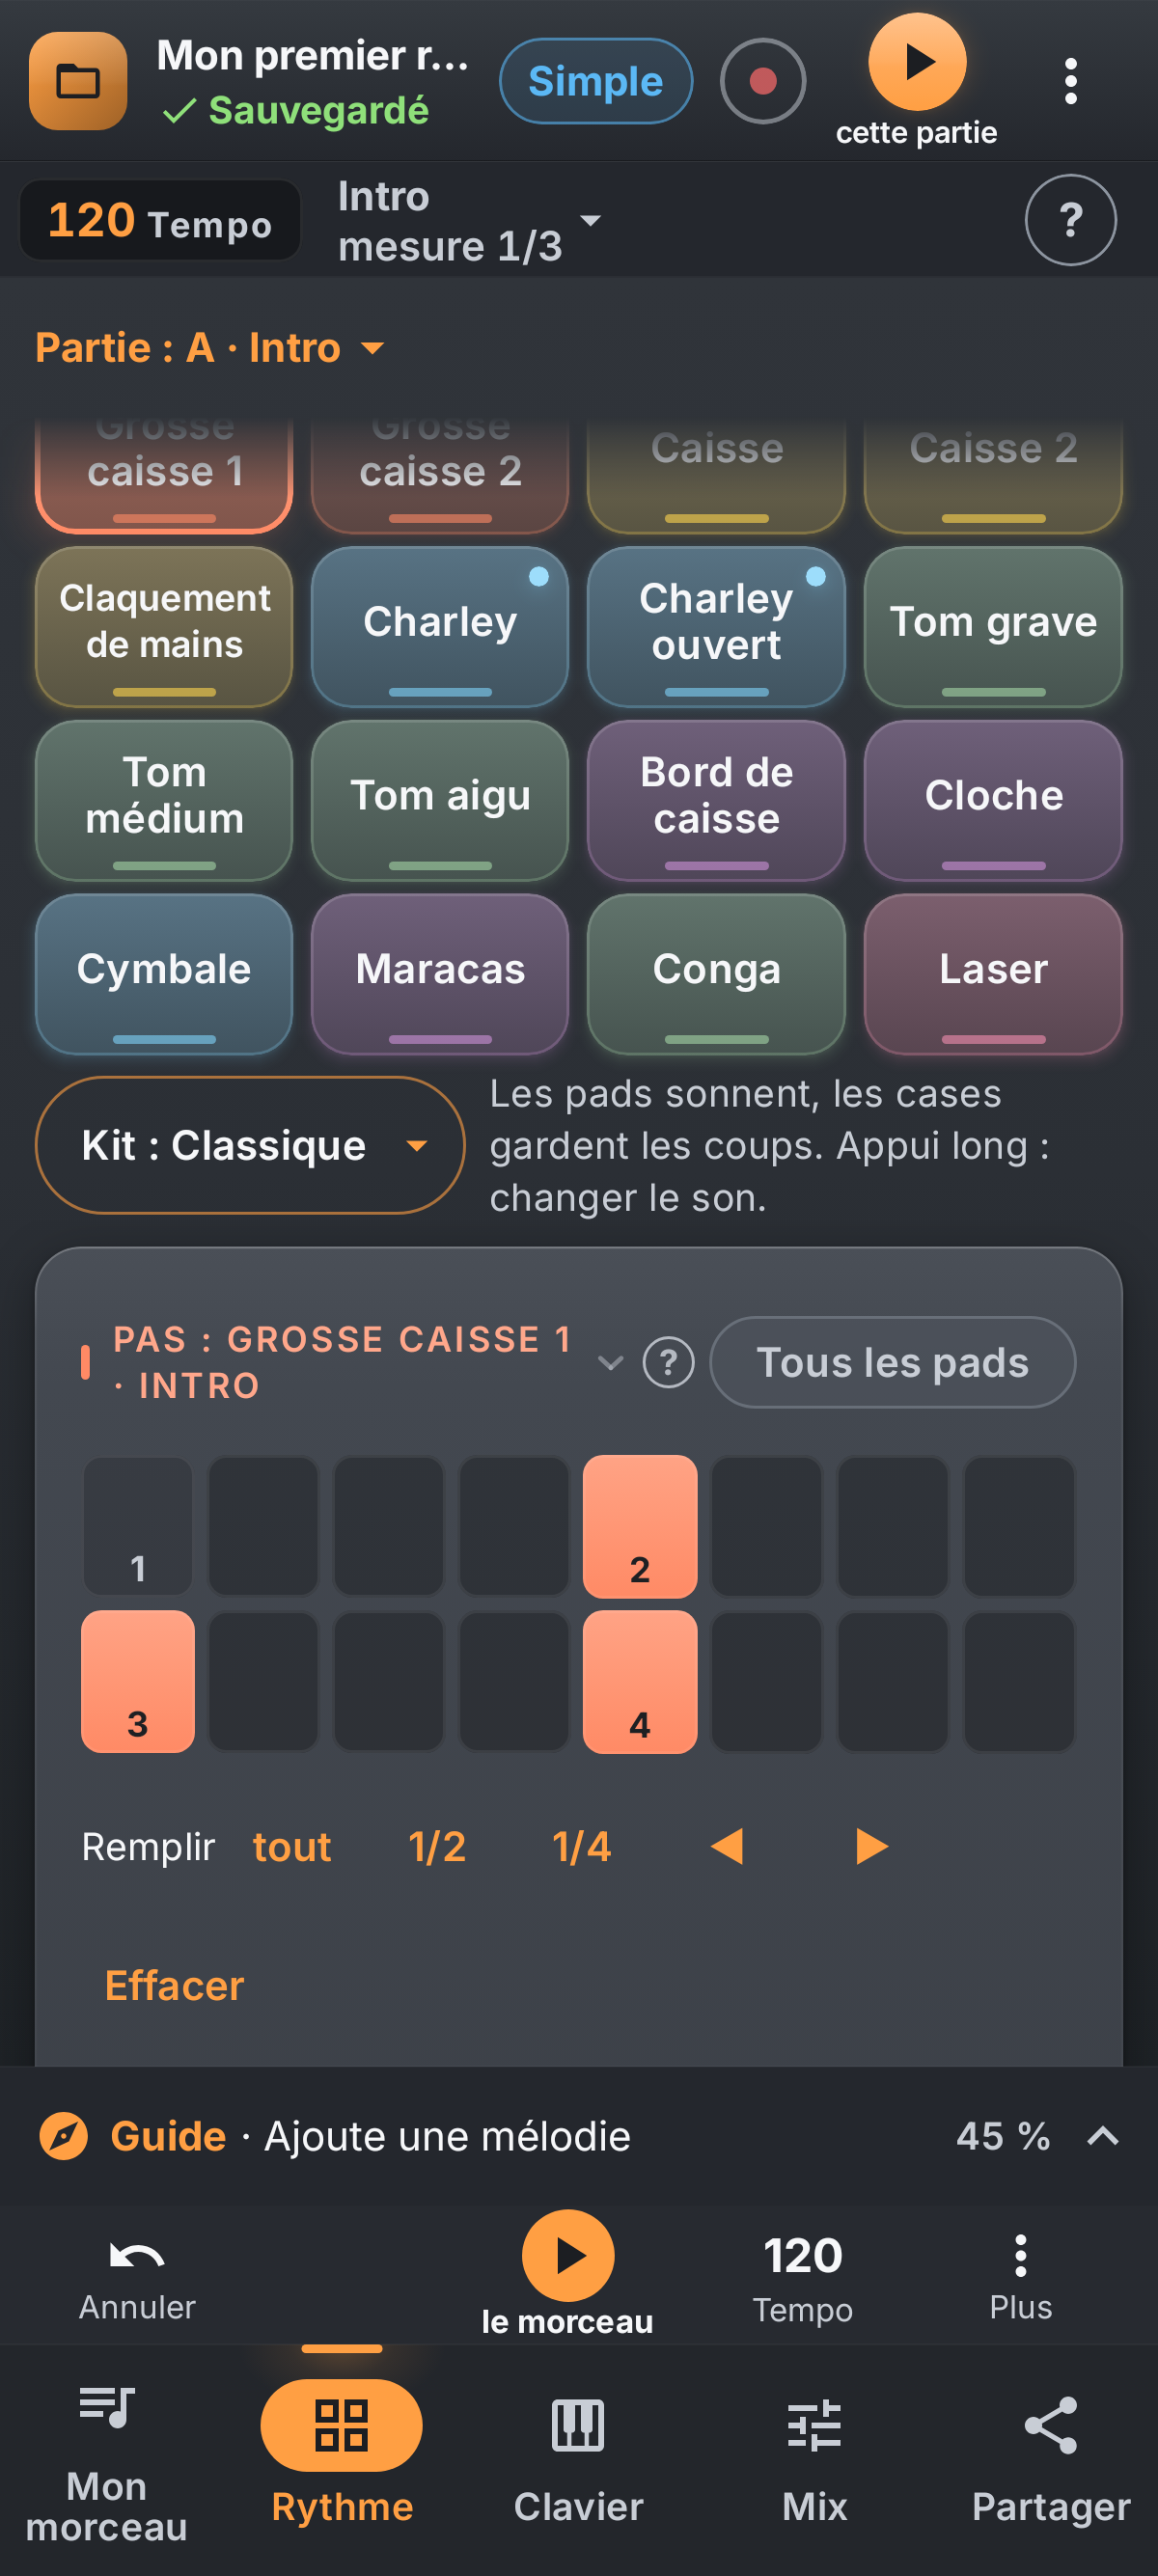 Mon premier r...
Sauvegardé
Simple
cette partie
120 Tempo
Intro
mesure 1/3
?
Partie : A · Intro
Grosse
caisse 1
Grosse
caisse 2
Caisse
Caisse 2
Claquement
de mains
Charley
Charley
ouvert
Tom grave
Tom
médium
Tom aigu
Bord de
caisse
Cloche
Cymbale
Maracas
Conga
Laser
Kit : Classique
Les pads sonnent, les cases
gardent les coups. Appui long :
changer le son.
PAS : GROSSE CAISSE 1
· INTRO
?
Tous les pads
1
2
3
4
Remplir tout 1/2 1/4
Effacer
Guide · Ajoute une mélodie
45 %
Annuler
le morceau
120
Tempo
Plus
Mon
morceau
Rythme
Clavier
Mix
Partager